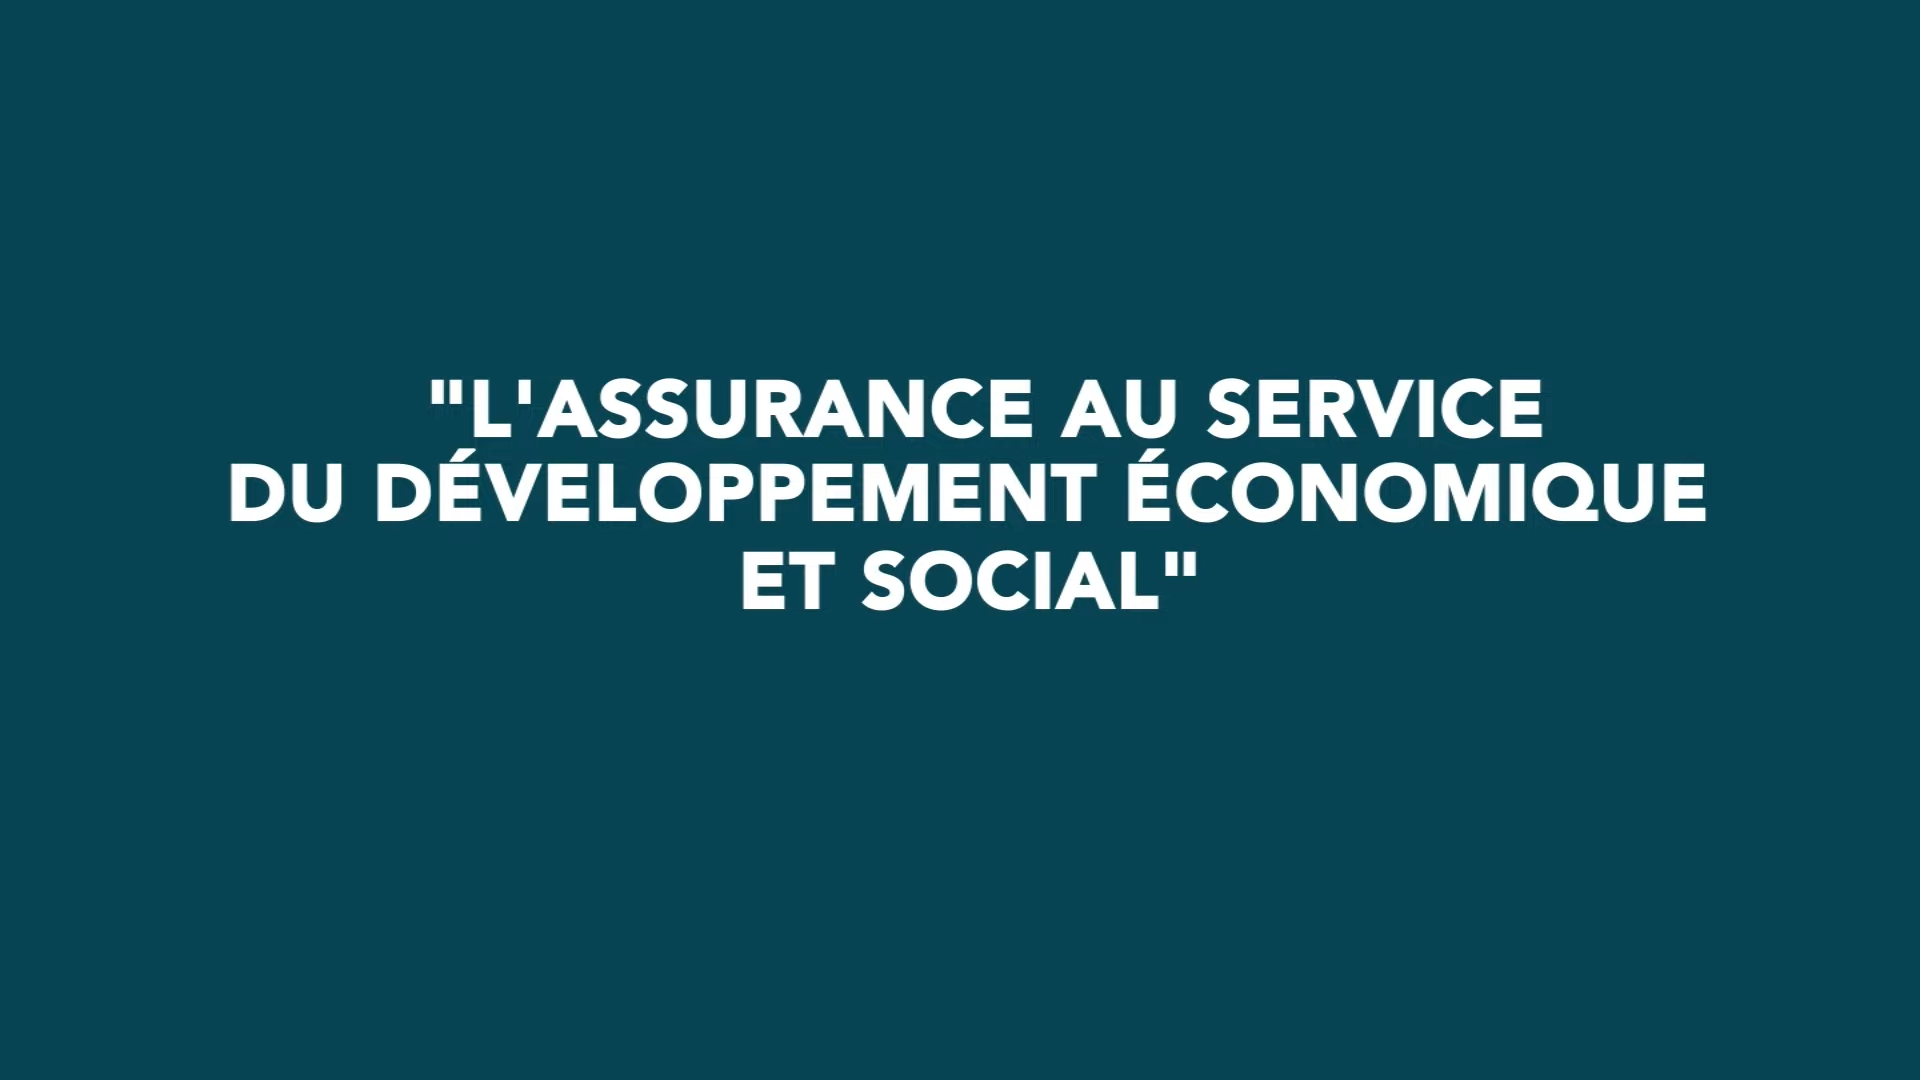 "L'ASSURANCE AU SERVICE
DU DÉVELOPPEMENT ÉCONOMIQUE
ET SOCIAL"